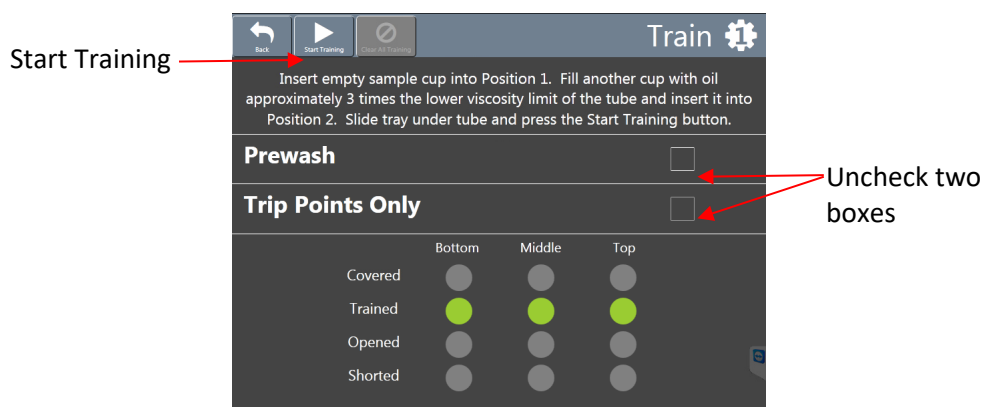 Start Training
Back
Start Training
Clear All Training
Train 1
Insert empty sample cup into Position 1. Fill another cup with oil
approximately 3 times the lower viscosity limit of the tube and insert it into
Position 2. Slide tray under tube and press the Start Training button.
Prewash
Trip Points Only
Uncheck two
boxes
Bottom Middle Top
Covered
Trained
Opened
Shorted